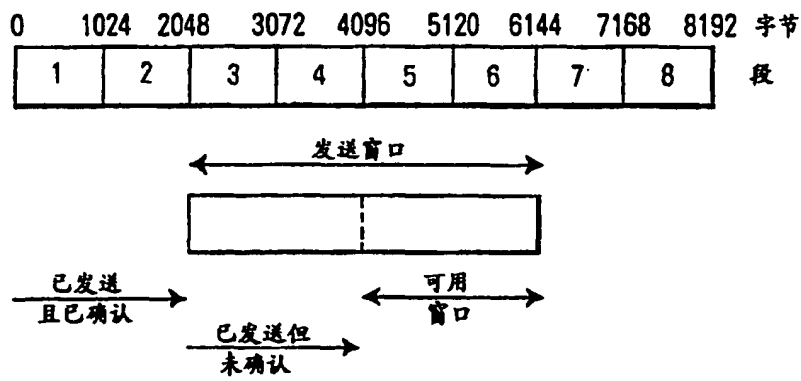 0 1024 2048 3072 4096 5120 6144 7168 8192 字节
1 2 3 4 5 6 7 8 段
发送窗口
已发送
且已确认
可用
窗口
已发送但
未确认